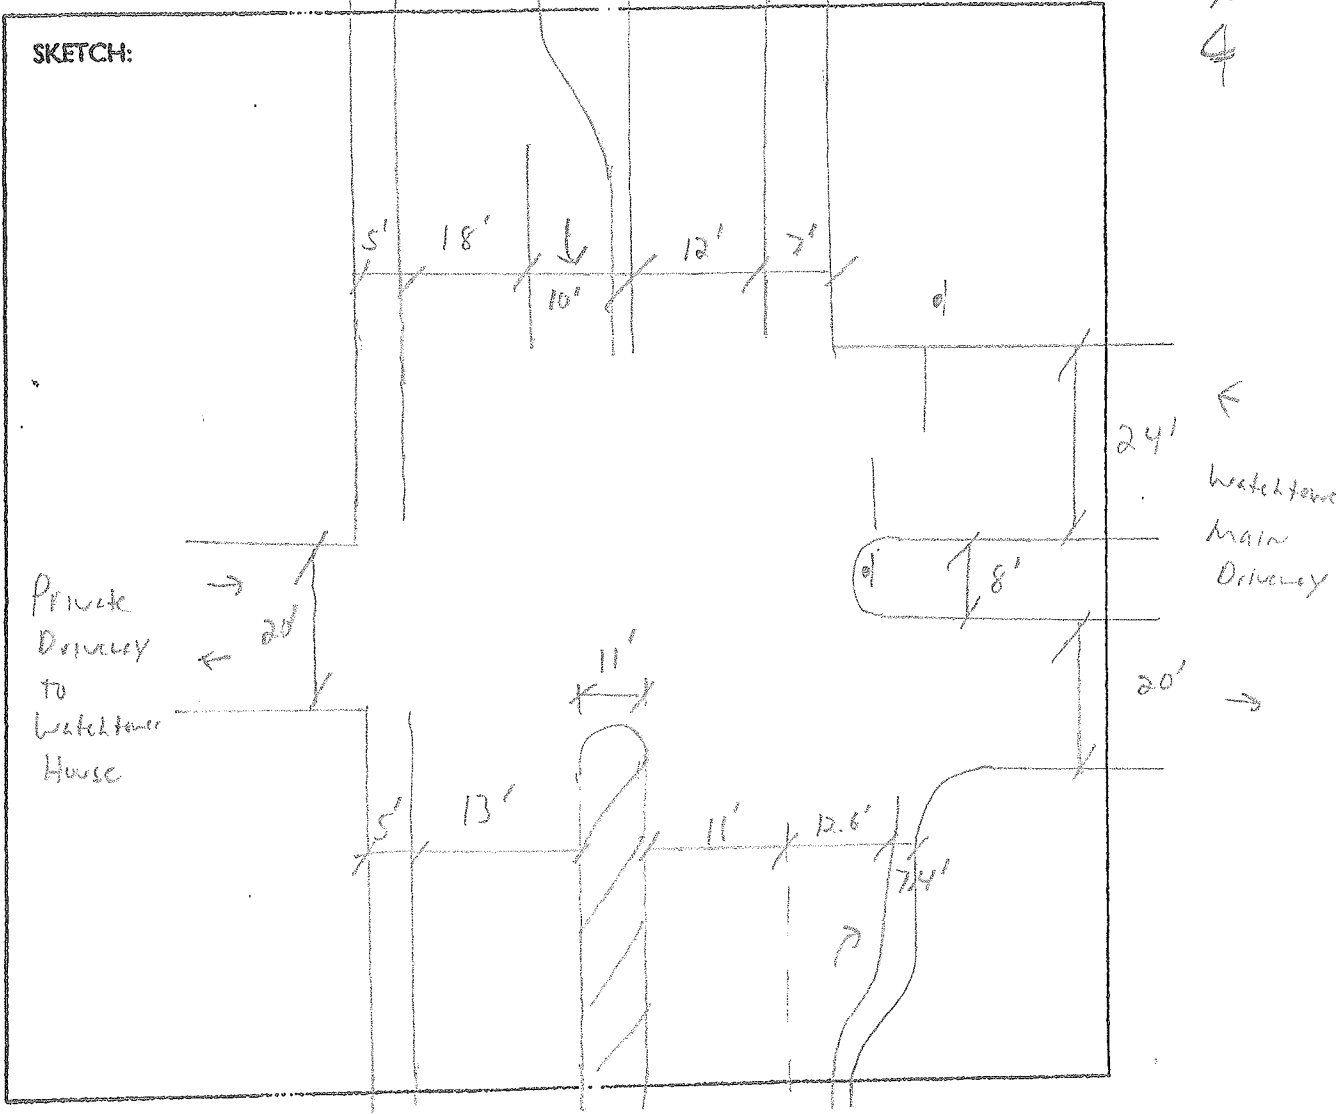 SKETCH:
5'
18'
10'
12'
7'
24'
Watchtower
Main
Driveway
8'
20'
Private
Driveway
to
Watchtower
House
20'
11'
5'
13'
11'
12.6'